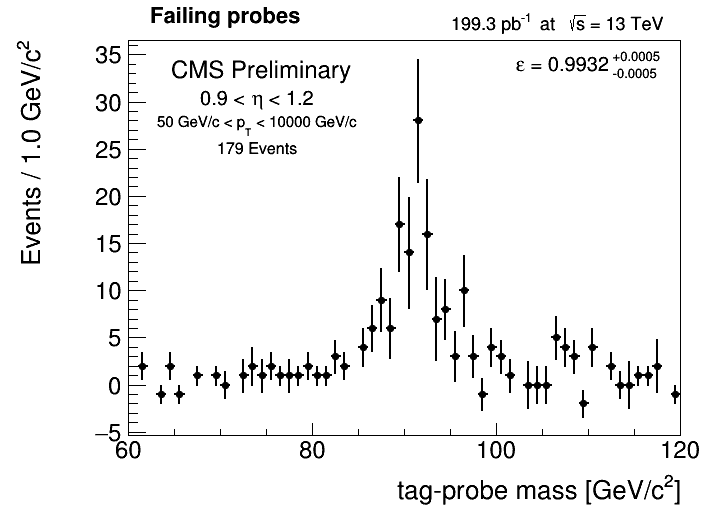 Failing probes
199.3 pb⁻¹ at √s = 13 TeV
CMS Preliminary
0.9 < η < 1.2
50 GeV/c < p_T < 10000 GeV/c
179 Events
ε = 0.9932 +0.0005 -0.0005
Events / 1.0 GeV/c²
35
30
25
20
15
10
5
0
−5
60 80 100 120
tag-probe mass [GeV/c²]